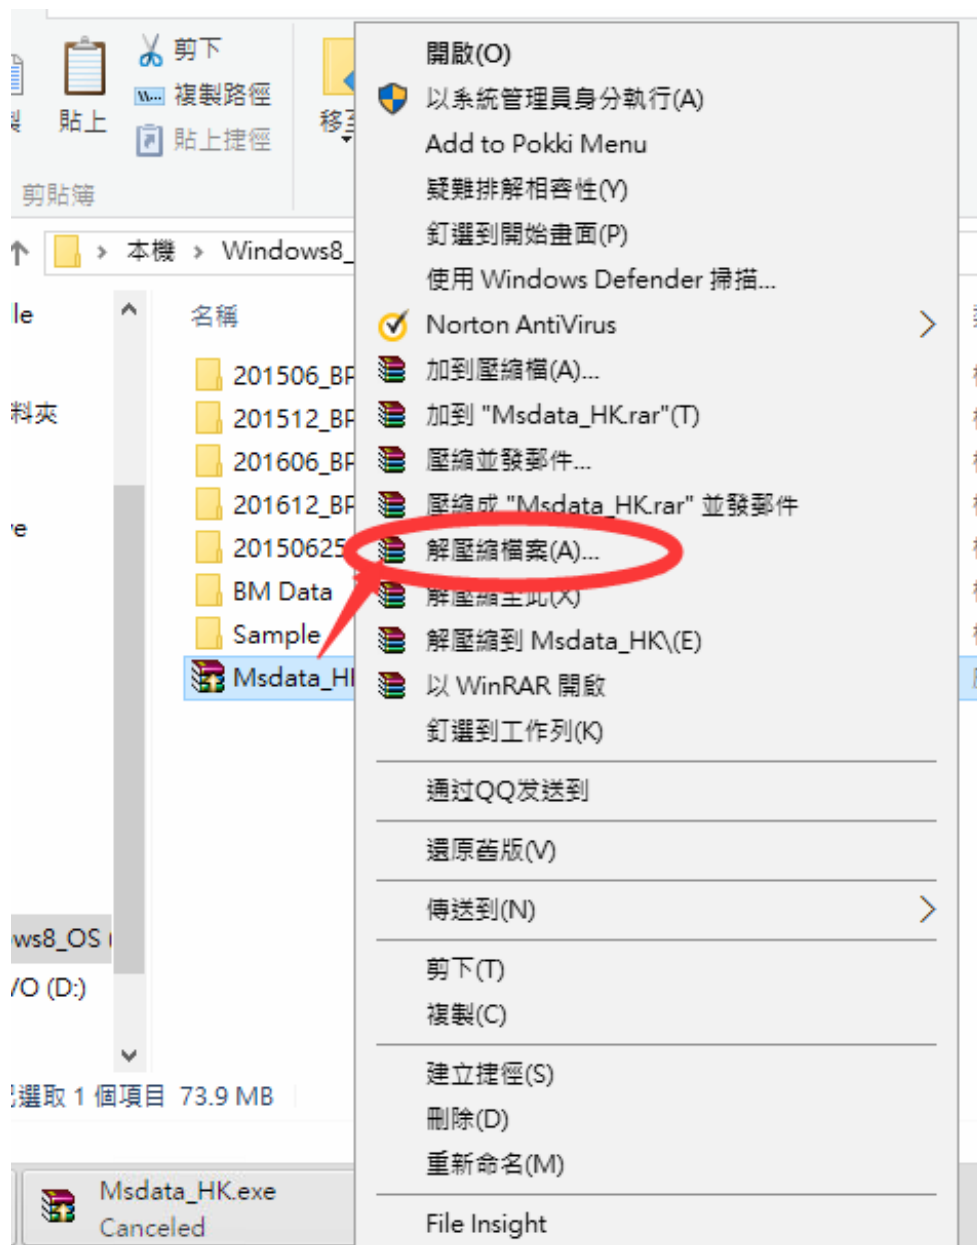 剪下
複製路徑
貼上
貼上捷徑
剪貼簿
本機 > Windows8_
名稱
201506_BP
201512_BP
201606_BP
201612_BP
20150625
BM Data
Sample
Msdata_H
料夾
ws8_OS (
VO (D:)
選取 1 個項目 73.9 MB
Msdata_HK.exe
Canceled
開啟(O)
以系統管理員身分執行(A)
Add to Pokki Menu
疑難排解相容性(Y)
釘選到開始畫面(P)
使用 Windows Defender 掃描...
Norton AntiVirus
加到壓縮檔(A)...
加到 "Msdata_HK.rar"(T)
壓縮並發郵件...
壓縮成 "Msdata_HK.rar" 並發郵件
解壓縮檔案(A)...
解壓縮至此(X)
解壓縮到 Msdata_HK\(E)
以 WinRAR 開啟
釘選到工作列(K)
通过QQ发送到
還原舊版(V)
傳送到(N)
剪下(T)
複製(C)
建立捷徑(S)
刪除(D)
重新命名(M)
File Insight